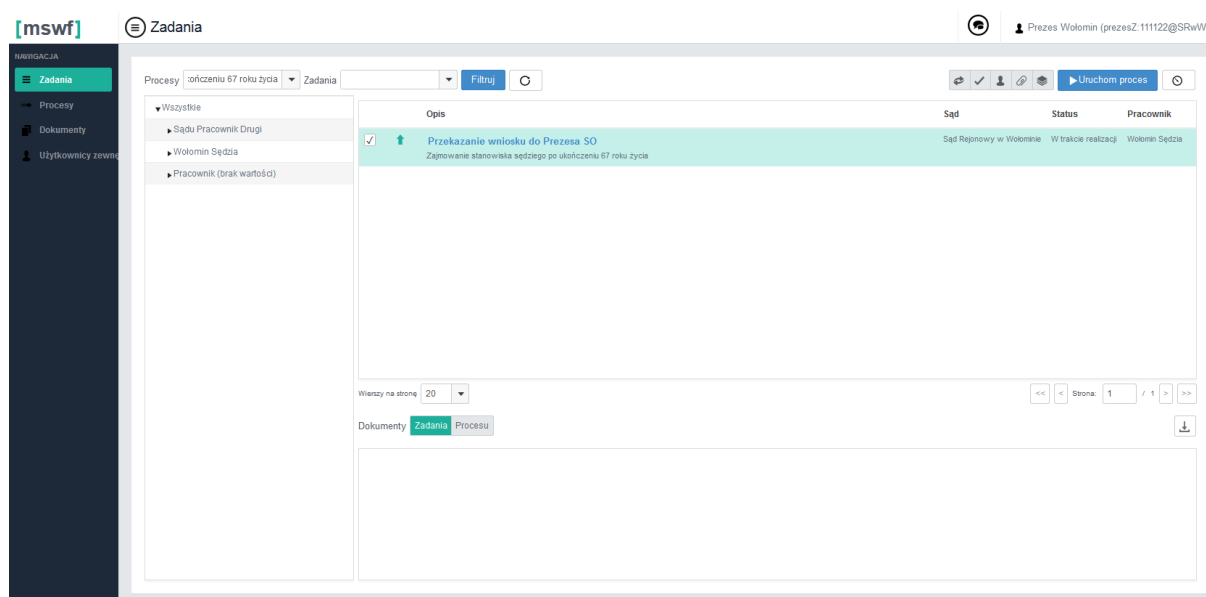 [mswf]
Zadania
Prezes Wołomin (prezesZ:111122@SRwW
NAWIGACJA
Zadania
Procesy
Dokumenty
Użytkownicy zewnę
Procesy :ończeniu 67 roku życia Zadania Filtruj Uruchom proces
Wszystkie
Sądu Pracownik Drugi
Wołomin Sędzia
Pracownik (brak wartości)
Opis Sąd Status Pracownik
Przekazanie wniosku do Prezesa SO Sąd Rejonowy w Wołominie W trakcie realizacji Wołomin Sędzia
Zajmowanie stanowiska sędziego po ukończeniu 67 roku życia
Wierszy na stronę 20 << < Strona: 1 / 1 > >>
Dokumenty Zadania Procesu